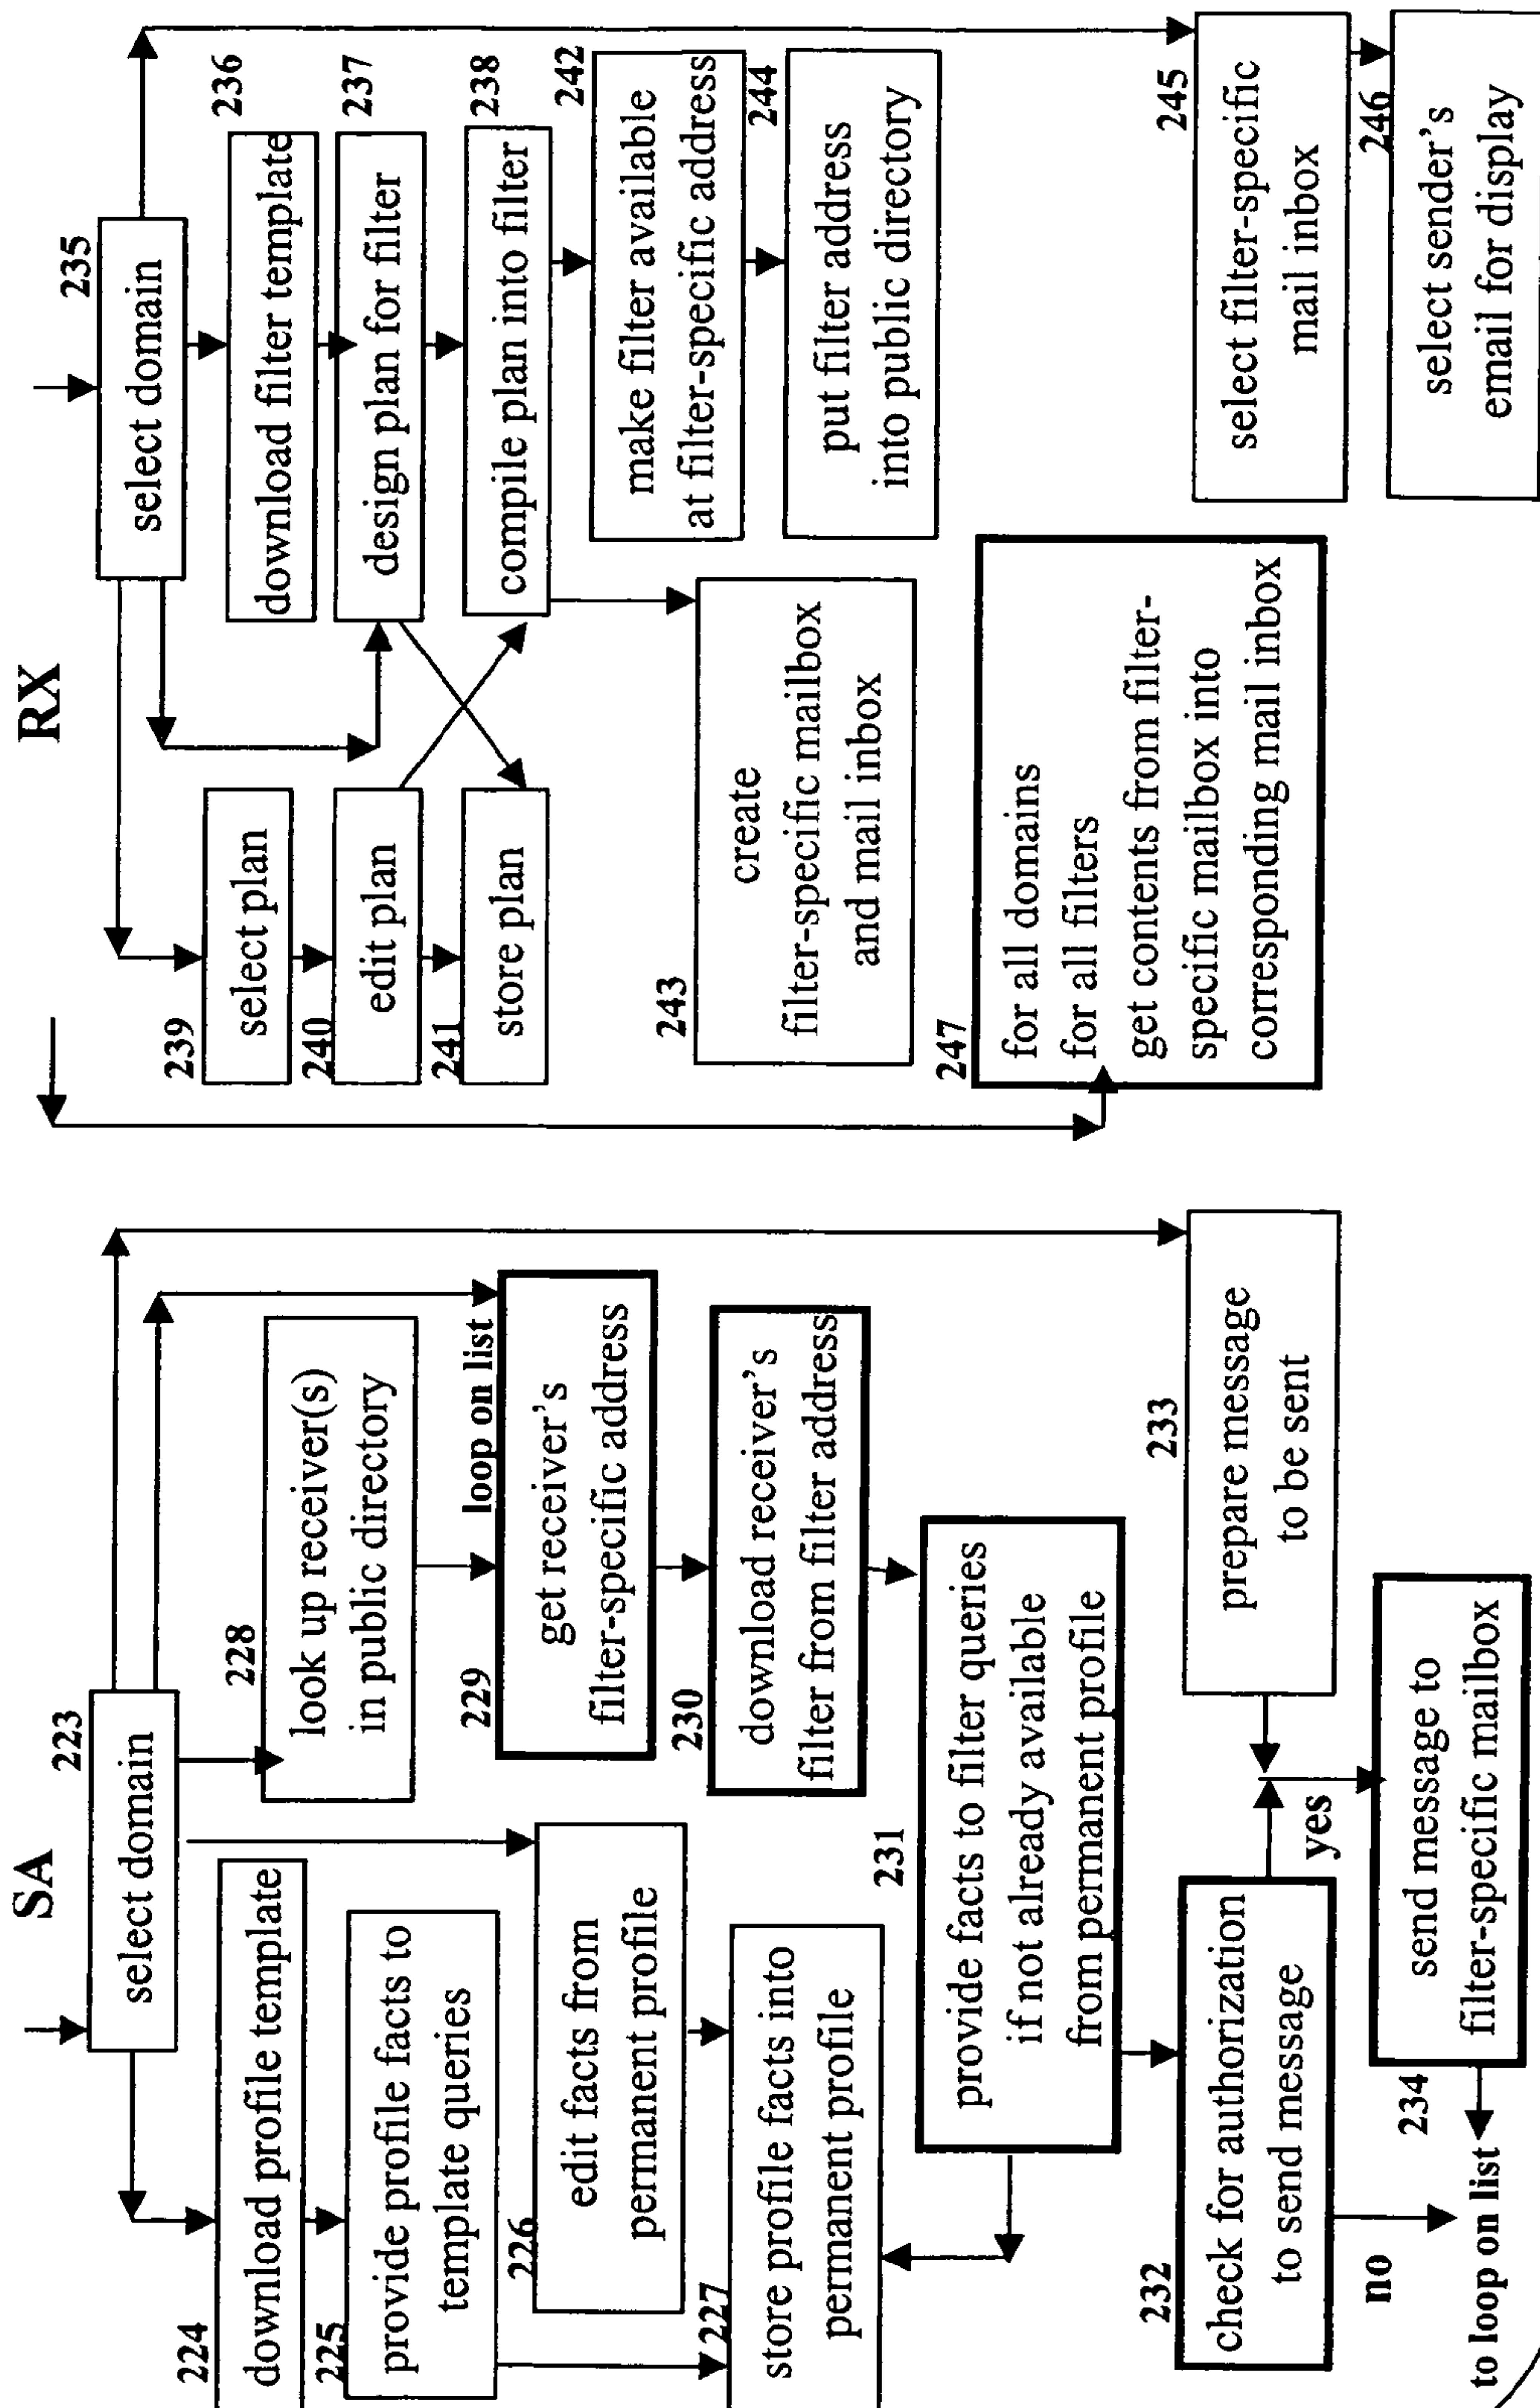 SA
223
select domain
224
download profile template
225
provide profile facts to
template queries
226
edit facts from
permanent profile
227
store profile facts into
permanent profile
228
look up receiver(s)
in public directory
loop on list
229
get receiver's
filter-specific address
230
download receiver's
filter from filter address
231
provide facts to filter queries
if not already available
from permanent profile
232
check for authorization
to send message
yes
no
233
prepare message
to be sent
234
send message to
filter-specific mailbox
to loop on list
RX
235
select domain
236
download filter template
237
design plan for filter
238
compile plan into filter
239
select plan
240
edit plan
241
store plan
242
make filter available
at filter-specific address
243
create
filter-specific mailbox
and mail inbox
244
put filter address
into public directory
245
select filter-specific
mail inbox
246
select sender's
email for display
247
for all domains
for all filters
get contents from filter-
specific mailbox into
corresponding mail inbox